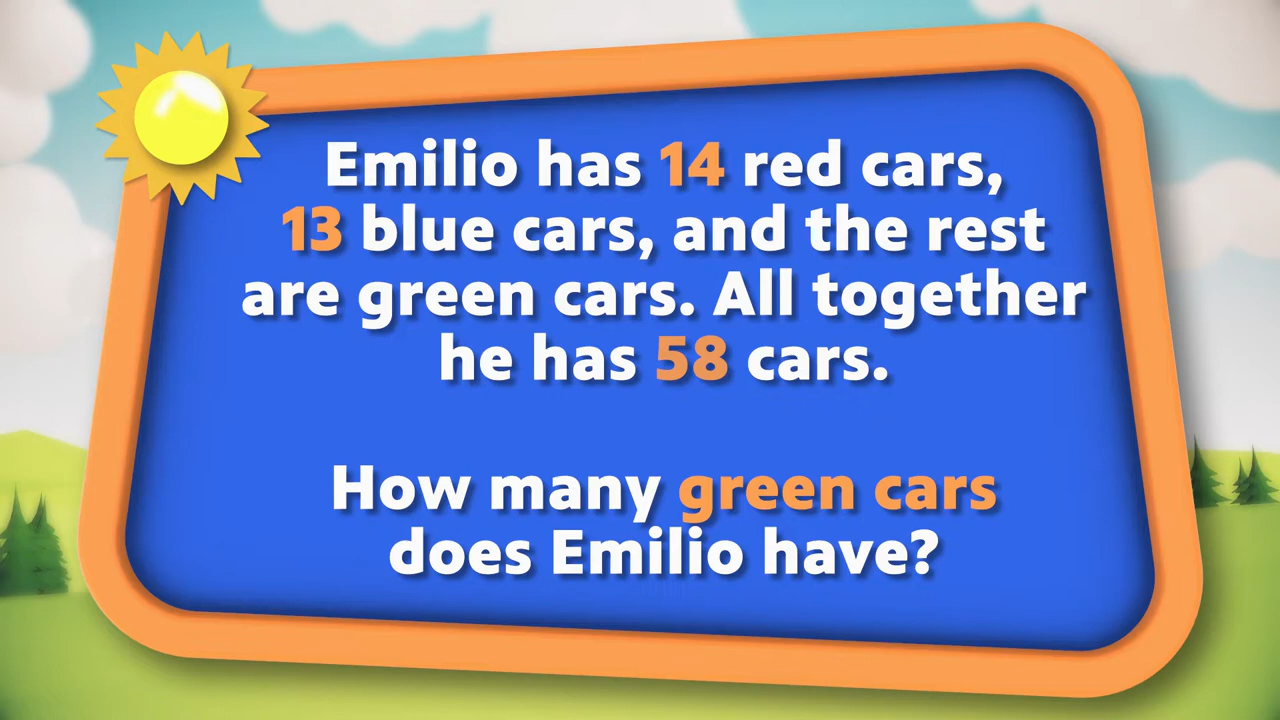 Emilio has 14 red cars,
13 blue cars, and the rest
are green cars. All together
he has 58 cars.
How many green cars
does Emilio have?